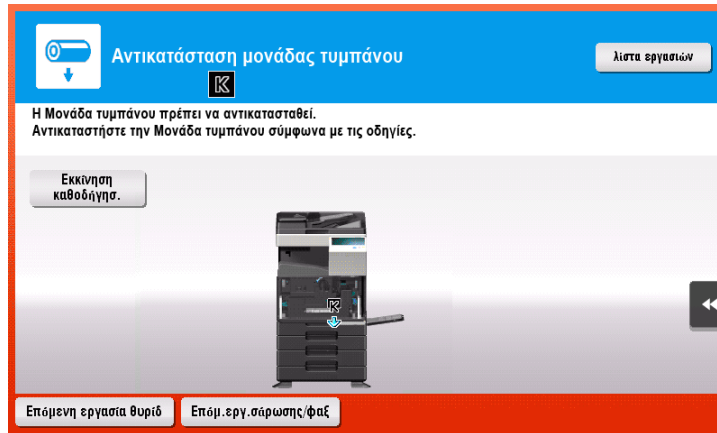 Αντικατάσταση μονάδας τυμπάνου
λίστα εργασιών
K
Η Μονάδα τυμπάνου πρέπει να αντικατασταθεί.
Αντικαταστήστε την Μονάδα τυμπάνου σύμφωνα με τις οδηγίες.
Εκκίνηση
καθοδήγησ.
K
Επόμενη εργασία θυρίδ
Επόμ.εργ.σάρωσης/φαξ